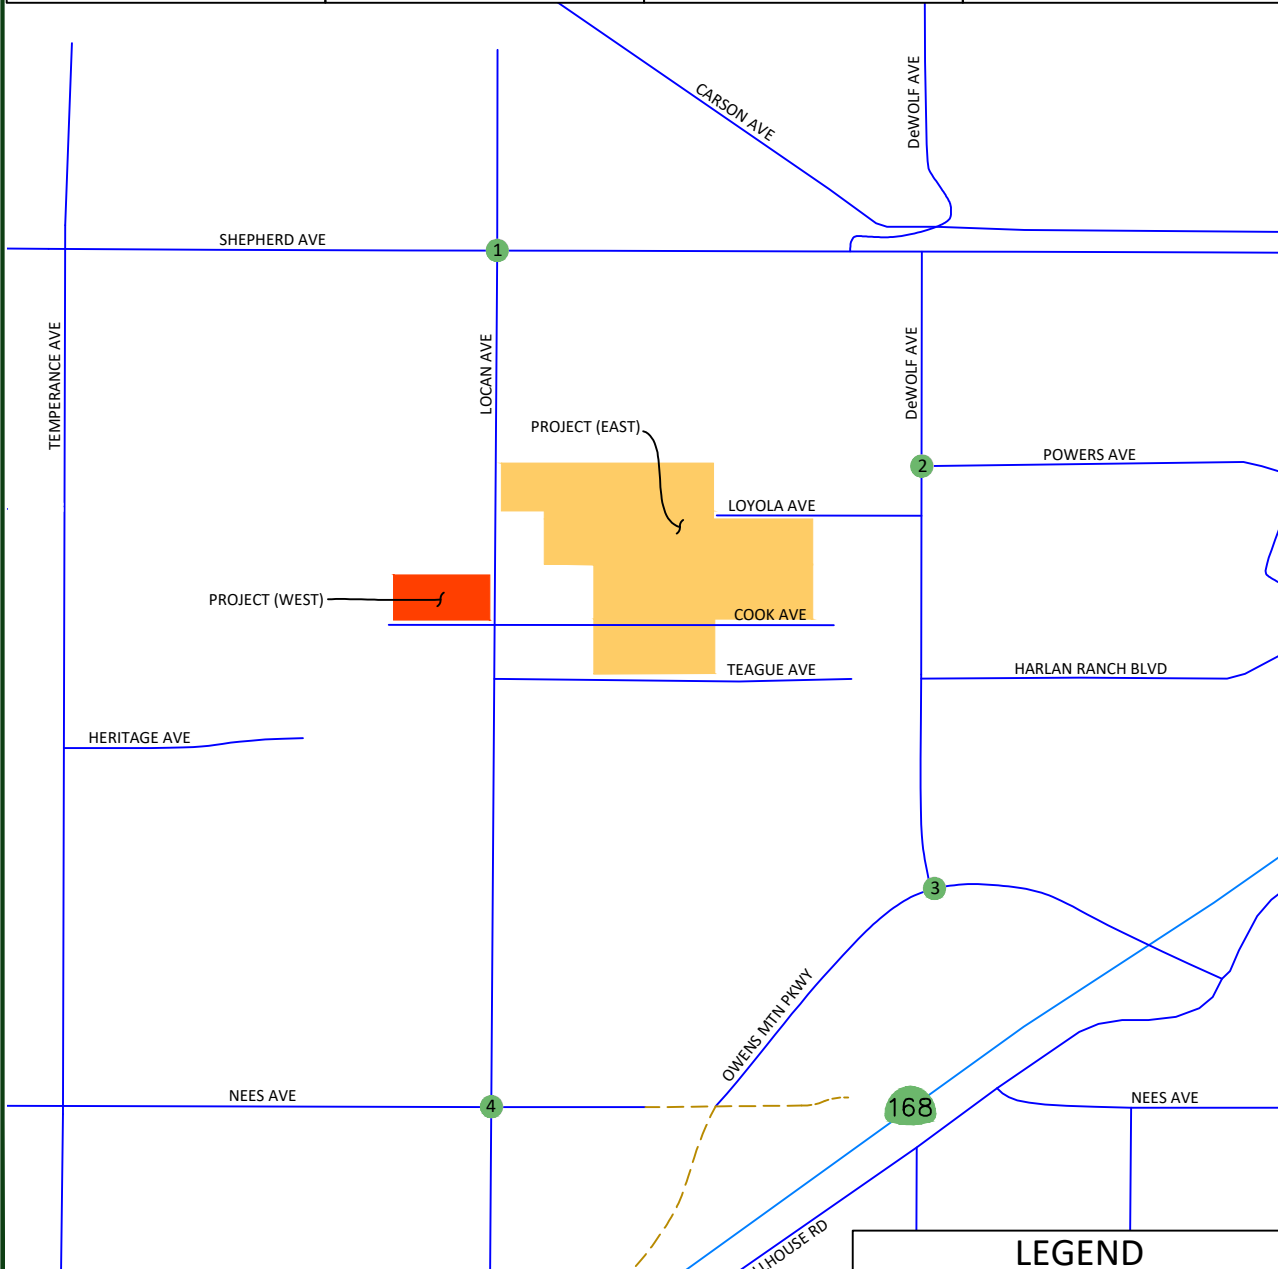 CARSON AVE
DeWOLF AVE
SHEPHERD AVE
1
TEMPERANCE AVE
LOCAN AVE
DeWOLF AVE
PROJECT (EAST)
2
POWERS AVE
LOYOLA AVE
PROJECT (WEST)
COOK AVE
TEAGUE AVE
HARLAN RANCH BLVD
HERITAGE AVE
3
OWENS MTN PKWY
NEES AVE
4
168
NEES AVE
LLHOUSE RD
LEGEND